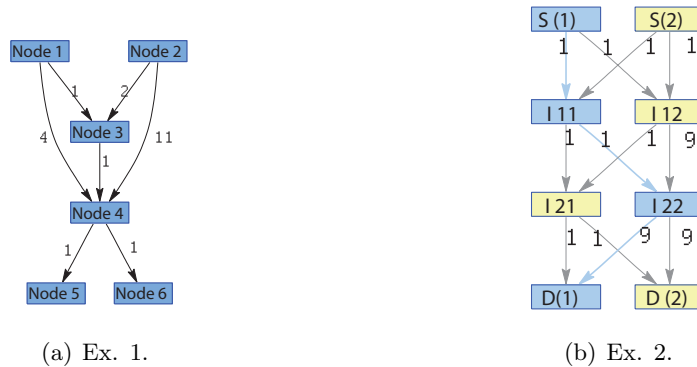 Node 1 Node 2
1 2
Node 3
4 1 11
Node 4
1 1
Node 5 Node 6
(a) Ex. 1.
S (1) S(2)
1 1 1 1
I 11 I 12
1 1 1 9
I 21 I 22
1 1 9 9
D(1) D (2)
(b) Ex. 2.